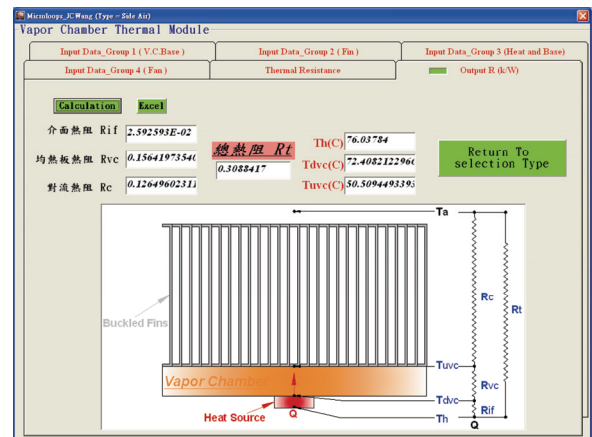 Microloops_JCWang (Type = Side Air)
Vapor Chamber Thermal Module
Input Data_Group 1 ( V.C.Base )
Input Data_Group 2 ( Fin )
Input Data_Group 3 (Heat and Base)
Input Data_Group 4 ( Fan )
Thermal Resistance
Output R (k/W)
Calculation
Excel
介面熱阻 Rif
2.592593E-02
均熱板熱阻 Rvc
0.1564197354
對流熱阻 Rc
0.1264960231
總熱阻 Rt
0.3088417
Th(C)
76.03784
Tdvc(C)
72.408212296
Tuvc(C)
50.509449339
Return To
selection Type
Ta
Rc
Rt
Buckled Fins
Tuvc
Vapor Chamber
Rvc
Tdvc
Heat Source
Q
Rif
Th
Q